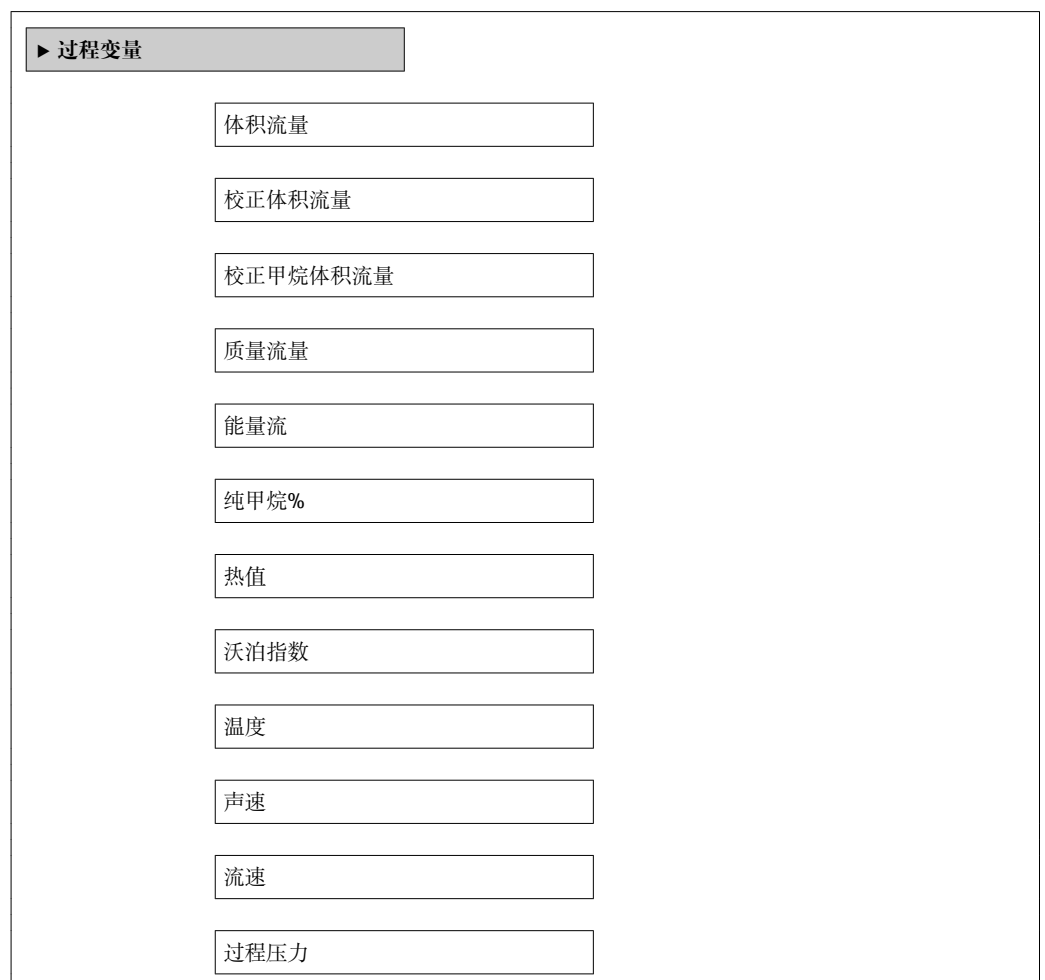 ▶ 过程变量
体积流量
校正体积流量
校正甲烷体积流量
质量流量
能量流
纯甲烷%
热值
沃泊指数
温度
声速
流速
过程压力